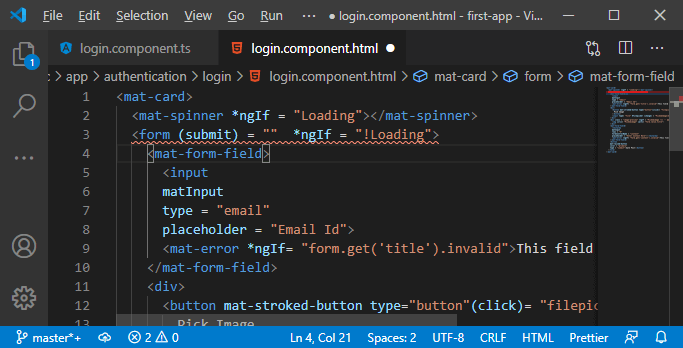 File Edit Selection View Go Run ··· login.component.html - first-app - Vi...
login.component.ts login.component.html
app > authentication > login > login.component.html > mat-card > form > mat-form-field
1 <mat-card>
2 <mat-spinner *ngIf = "Loading"></mat-spinner>
3 <form (submit) = "" *ngIf = "!Loading">
4 <mat-form-field>
5 <input
6 matInput
7 type = "email"
8 placeholder = "Email Id">
9 <mat-error *ngIf= "form.get('title').invalid">This field
10 </mat-form-field>
11 <div>
12 <button mat-stroked-button type="button"(click)= "filepic
13 Pick Image
1
master*+ 2 0 Ln 4, Col 21 Spaces: 2 UTF-8 CRLF HTML Prettier